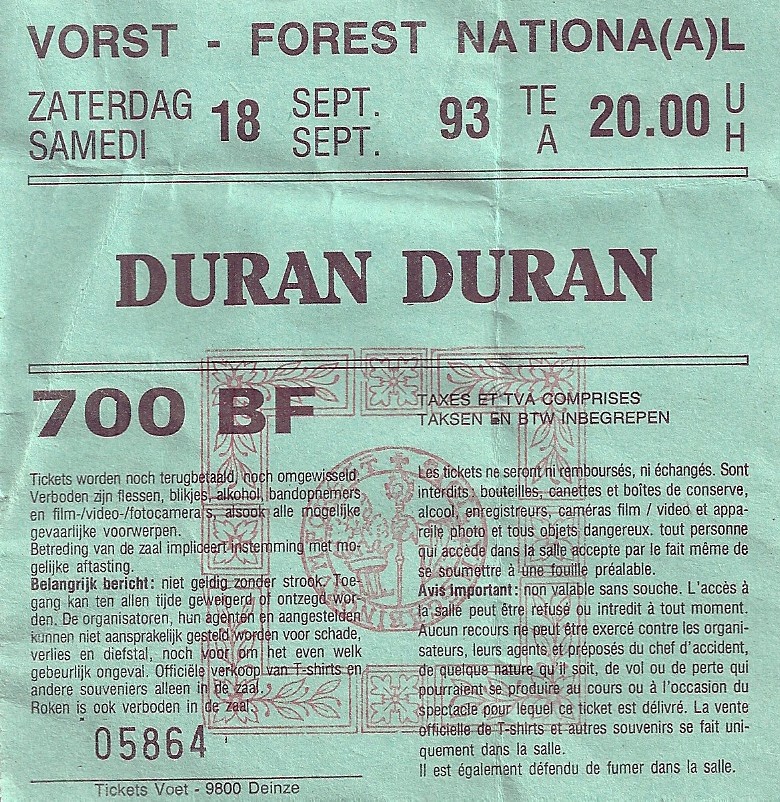 VORST - FOREST NATIONA(A)L
ZATERDAG 18 SEPT. 93 TE 20.00 U
SAMEDI SEPT. A H
DURAN DURAN
700 BF
TAXES ET TVA COMPRISES
TAKSEN EN BTW INBEGREPEN
Tickets worden noch terugbetaald, noch omgewisseld.
Verboden zijn flessen, blikjes, alkohol, bandopnemers
en film-/video-/fotocamera's, alsook alle mogelijke
gevaarlijke voorwerpen.
Betreding van de zaal impliceert instemming met mo-
gelijke aftasting.
Belangrijk bericht: niet geldig zonder strook. Toe-
gang kan ten allen tijde geweigerd of ontzegd wor-
den. De organisatoren, hun agenten en aangestelden
kunnen niet aansprakelijk gesteld worden voor schade,
verlies en diefstal, noch voor om het even welk
gebeurlijk ongeval. Officiële verkoop van T-shirts en
andere souveniers alleen in de zaal.
Roken is ook verboden in de zaal.
05864
Tickets Voet - 9800 Deinze
Les tickets ne seront ni remboursés, ni échangés. Sont
interdits: bouteilles, canettes et boîtes de conserve,
alcool, enregistreurs, caméras film / video et appa-
reile photo et tous objets dangereux. tout personne
qui accède dans la salle accepte par le fait même de
se soumettre à une fouille préalable.
Avis important: non valable sans souche. L'accès à
la salle peut être refusé ou intredit à tout moment.
Aucun recours ne peut être exercé contre les organi-
sateurs, leurs agents et préposés du chef d'accident,
de quelque nature qu'il soit, de vol ou de perte qui
pourraient se produire au cours ou à l'occasion du
spectacle pour lequel ce ticket est délivré. La vente
officielle de T-shirts et autres souvenirs se fait uni-
quement dans la salle.
Il est également défendu de fumer dans la salle.